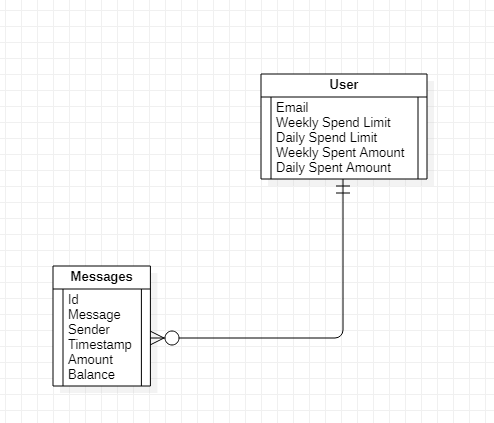 User
Email
Weekly Spend Limit
Daily Spend Limit
Weekly Spent Amount
Daily Spent Amount
Messages
Id
Message
Sender
Timestamp
Amount
Balance